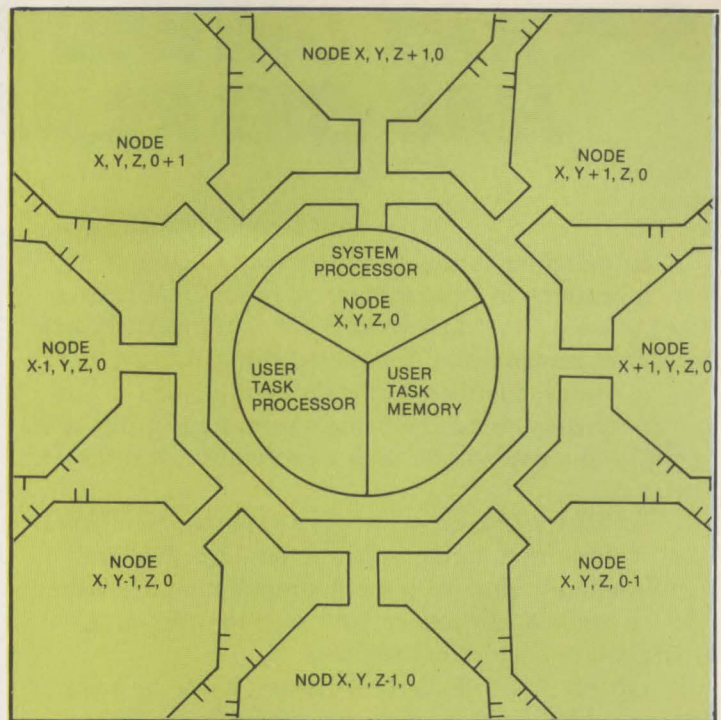 NODE X, Y, Z + 1,0
NODE
X, Y, Z, 0 + 1
NODE
X, Y + 1, Z, 0
SYSTEM
PROCESSOR
NODE
X, Y, Z, 0
NODE
X-1, Y, Z, 0
NODE
X + 1, Y, Z, 0
USER
TASK
PROCESSOR
USER
TASK
MEMORY
NODE
X, Y-1, Z, 0
NODE
X, Y, Z, 0-1
NOD X, Y, Z-1, 0